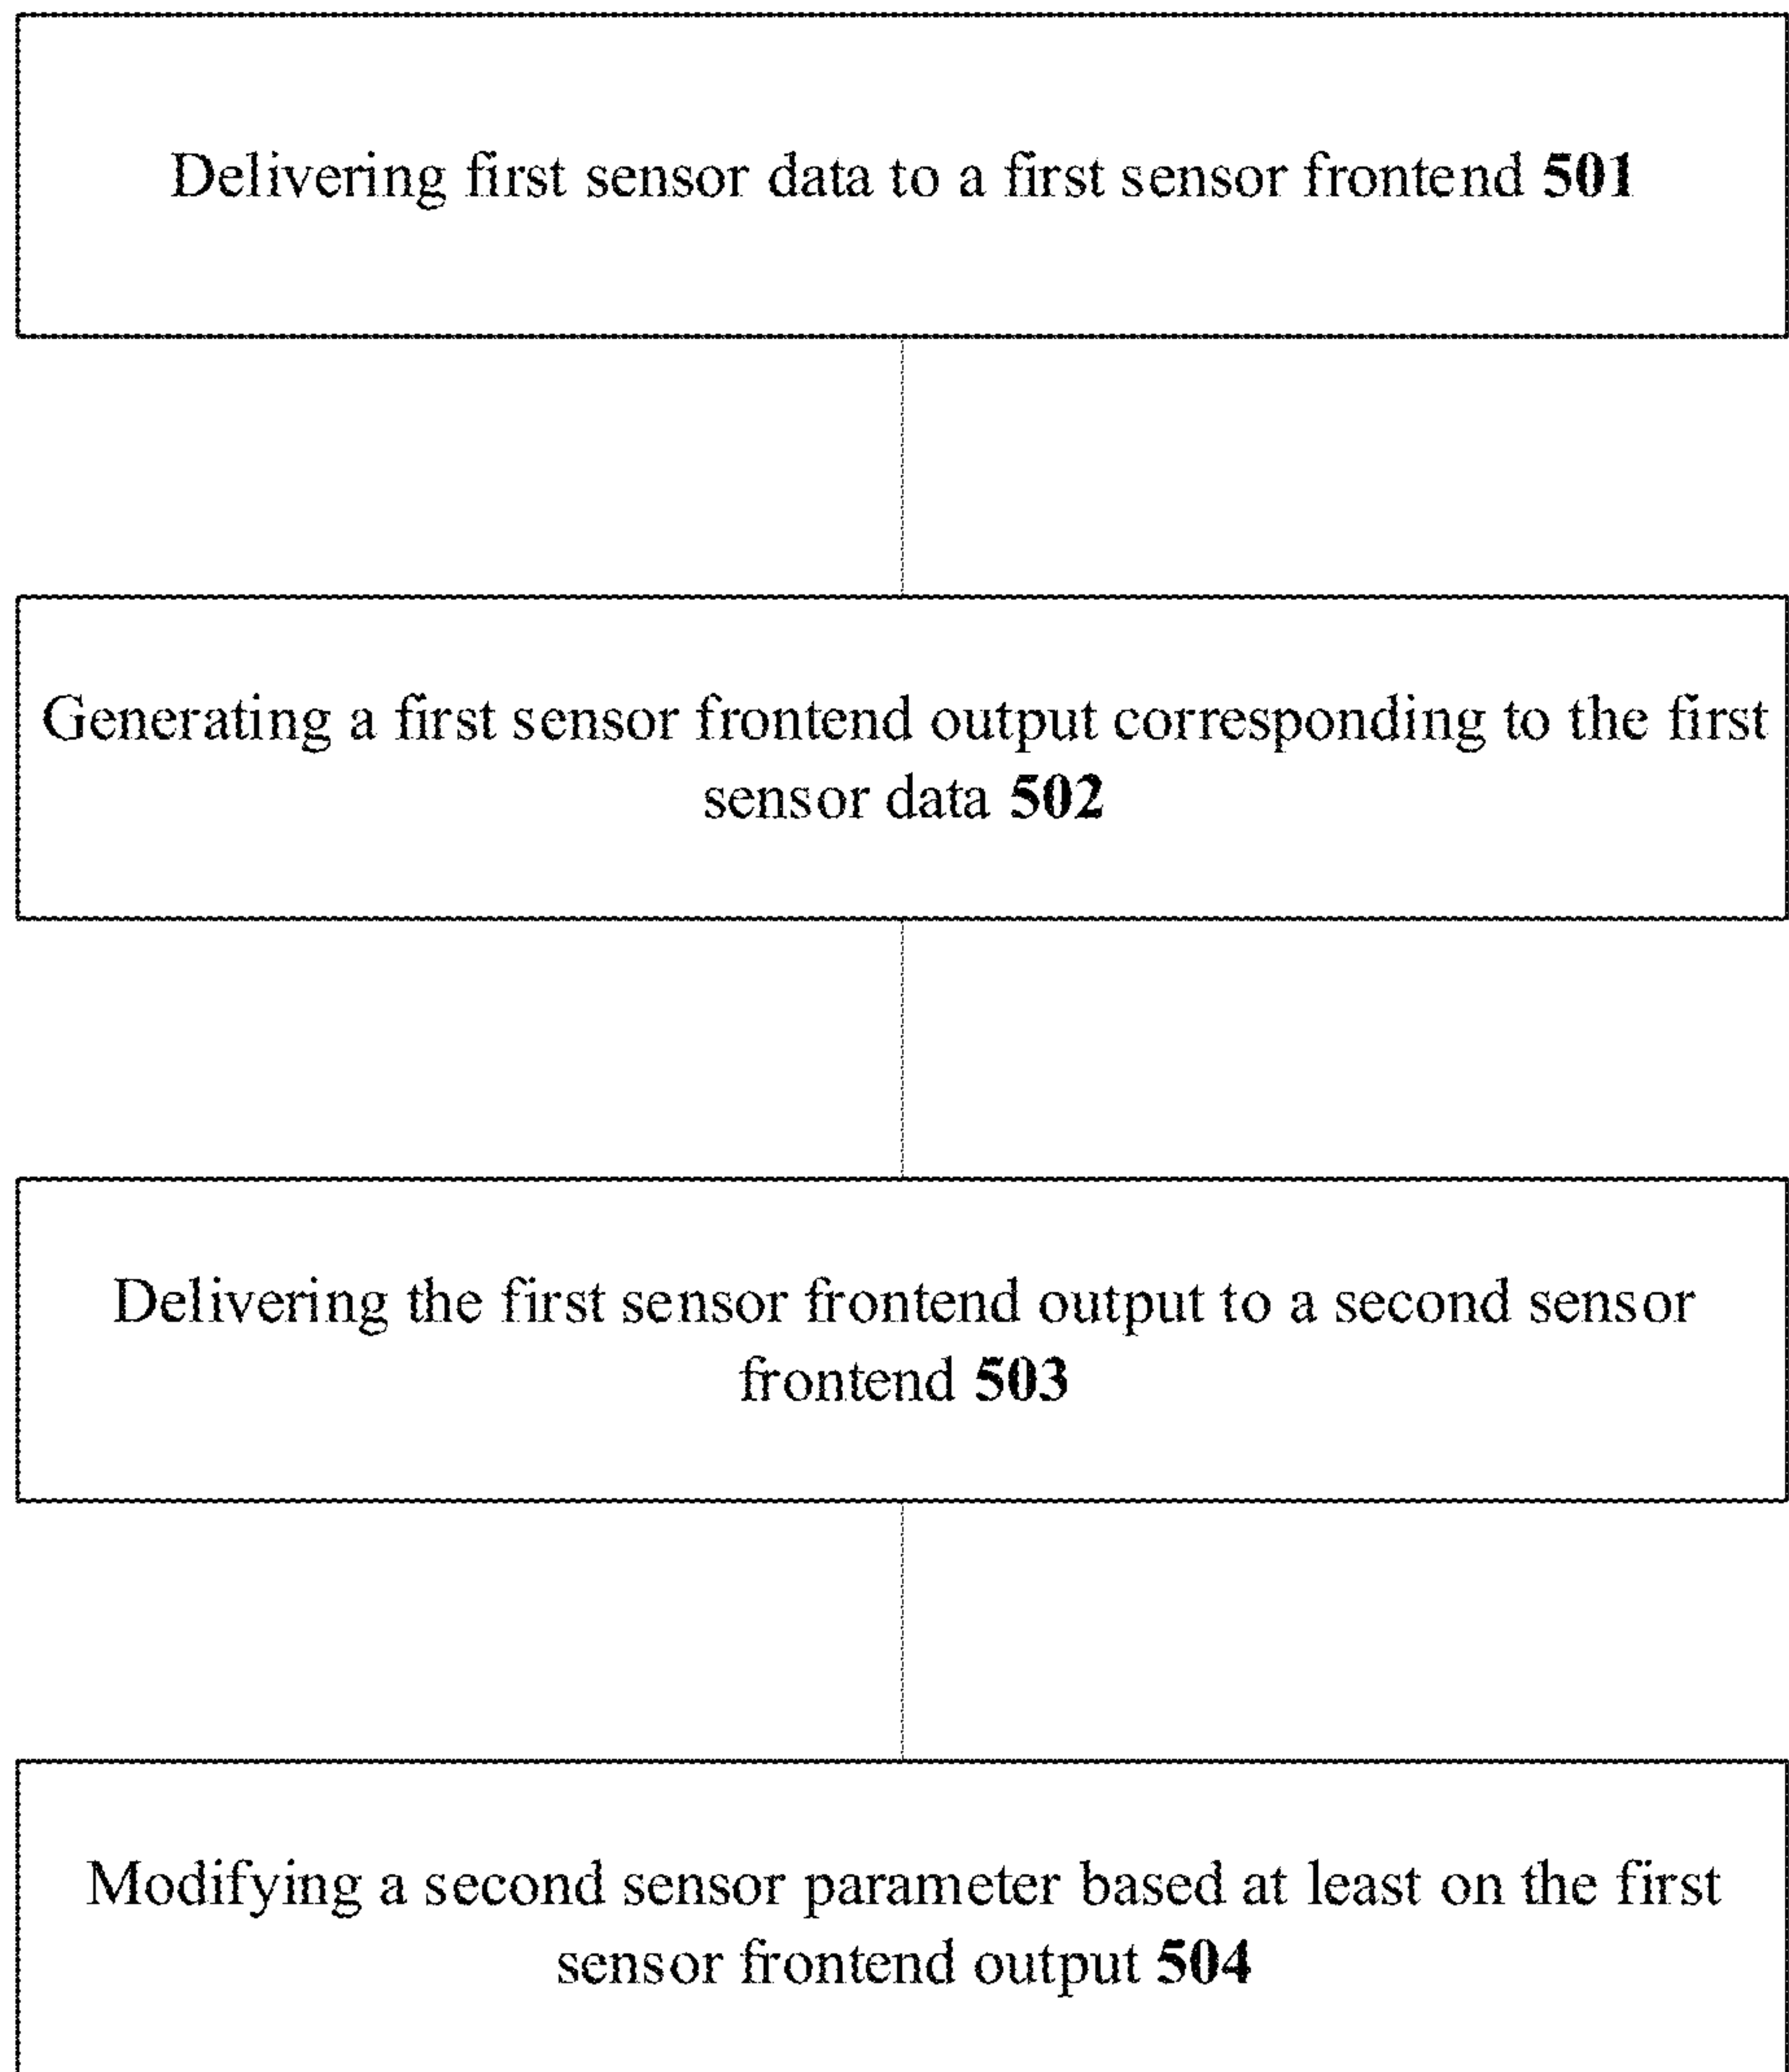 Delivering first sensor data to a first sensor frontend 501
Generating a first sensor frontend output corresponding to the first
sensor data 502
Delivering the first sensor frontend output to a second sensor
frontend 503
Modifying a second sensor parameter based at least on the first
sensor frontend output 504